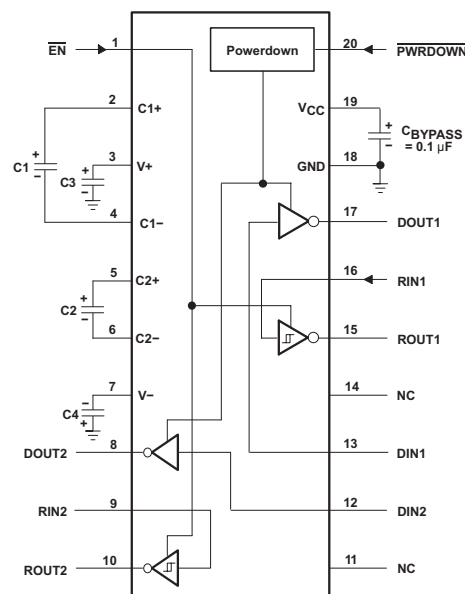 EN
1
Powerdown
20
PWRDOWN
2
C1+
VCC
19
+
CBYPASS
= 0.1 µF
−
C1
+
−
3
V+
C3
+
−
GND
18
4
C1−
17
DOUT1
5
C2+
16
RIN1
C2
+
−
6
C2−
15
ROUT1
14
NC
7
V−
C4
−
+
DOUT2
8
13
DIN1
RIN2
9
12
DIN2
ROUT2
10
11
NC